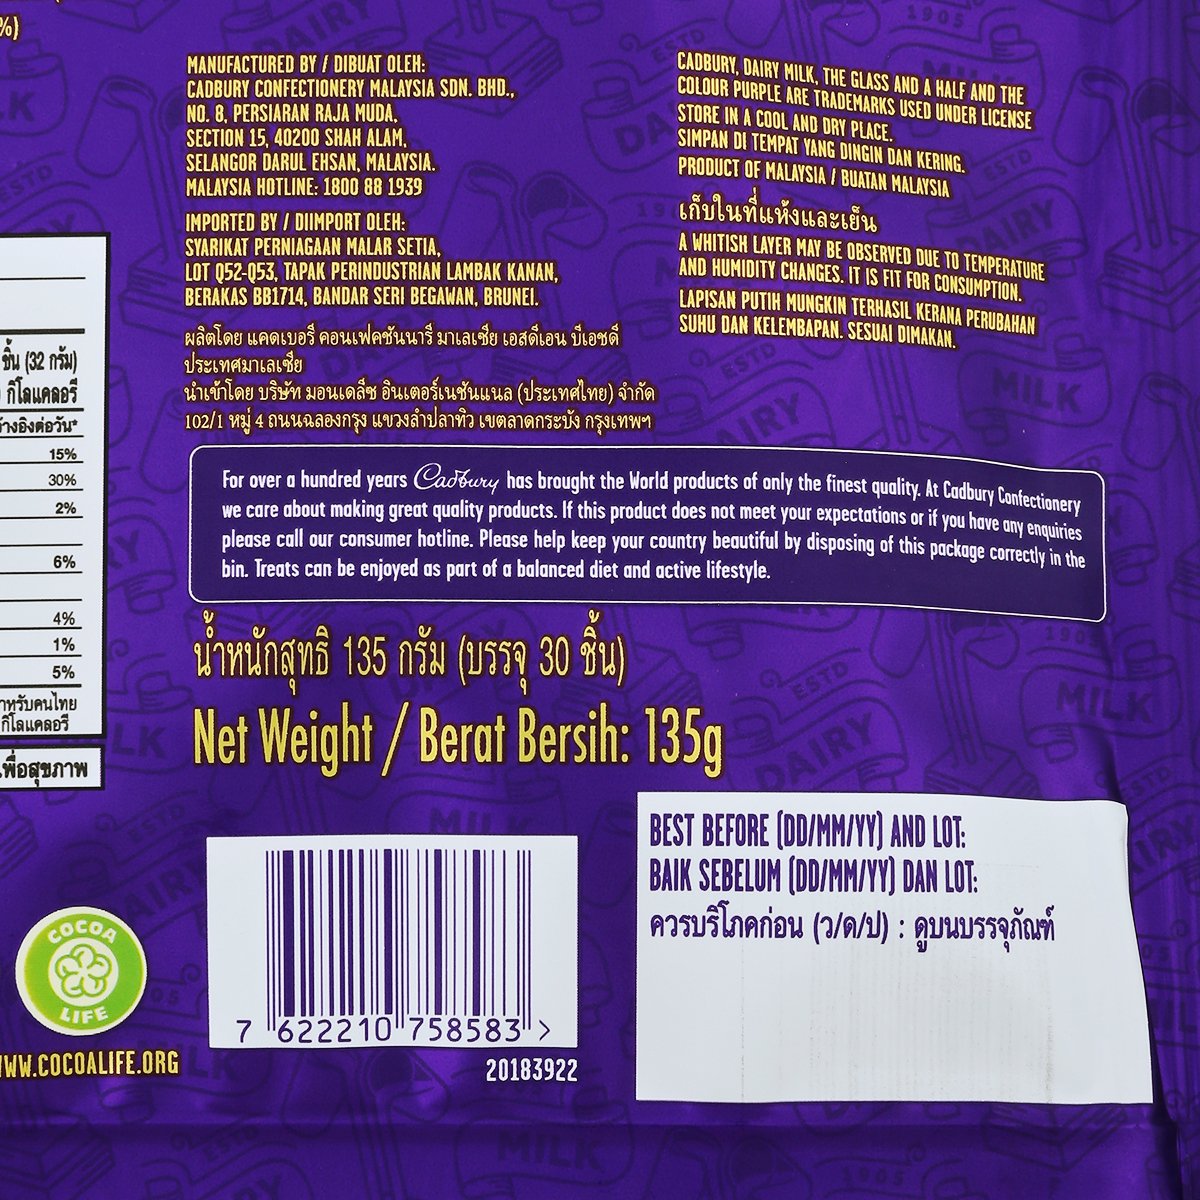 %)
MANUFACTURED BY / DIBUAT OLEH:
CADBURY CONFECTIONERY MALAYSIA SDN. BHD.,
NO. 8, PERSIARAN RAJA MUDA,
SECTION 15, 40200 SHAH ALAM,
SELANGOR DARUL EHSAN, MALAYSIA.
MALAYSIA HOTLINE: 1800 88 1939
IMPORTED BY / DIIMPORT OLEH:
SYARIKAT PERNIAGAAN MALAR SETIA,
LOT Q52-Q53, TAPAK PERINDUSTRIAN LAMBAK KANAN,
BERAKAS BB1714, BANDAR SERI BEGAWAN, BRUNEI.
ผลิตโดย แคดเบอรี คอนเฟคชันนารี มาเลเซีย เอสดีเอน บีเอชดี
ประเทศมาเลเซีย
นำเข้าโดย บริษัท มอนเดลีซ อินเตอร์เนชันแนล (ประเทศไทย) จำกัด
102/1 หมู่ 4 ถนนฉลองกรุง แขวงลำปลาทิว เขตลาดกระบัง กรุงเทพฯ
CADBURY, DAIRY MILK, THE GLASS AND A HALF AND THE
COLOUR PURPLE ARE TRADEMARKS USED UNDER LICENSE
STORE IN A COOL AND DRY PLACE.
SIMPAN DI TEMPAT YANG DINGIN DAN KERING.
PRODUCT OF MALAYSIA / BUATAN MALAYSIA
เก็บในที่แห้งและเย็น
A WHITISH LAYER MAY BE OBSERVED DUE TO TEMPERATURE
AND HUMIDITY CHANGES. IT IS FIT FOR CONSUMPTION.
LAPISAN PUTIH MUNGKIN TERHASIL KERANA PERUBAHAN
SUHU DAN KELEMBAPAN. SESUAI DIMAKAN.
ชิ้น (32 กรัม)
กิโลแคลอรี
้างอิงต่อวัน*
15%
30%
2%
6%
4%
1%
5%
าหรับคนไทย
กิโลแคลอรี
เพื่อสุขภาพ
For over a hundred years Cadbury has brought the World products of only the finest quality. At Cadbury Confectionery
we care about making great quality products. If this product does not meet your expectations or if you have any enquiries
please call our consumer hotline. Please help keep your country beautiful by disposing of this package correctly in the
bin. Treats can be enjoyed as part of a balanced diet and active lifestyle.
น้ำหนักสุทธิ 135 กรัม (บรรจุ 30 ชิ้น)
Net Weight / Berat Bersih: 135g
BEST BEFORE (DD/MM/YY) AND LOT:
BAIK SEBELUM (DD/MM/YY) DAN LOT:
ควรบริโภคก่อน (ว/ด/ป) : ดูบนบรรจุภัณฑ์
COCOA
LIFE
WWW.COCOALIFE.ORG
7 622210 758583 >
20183922